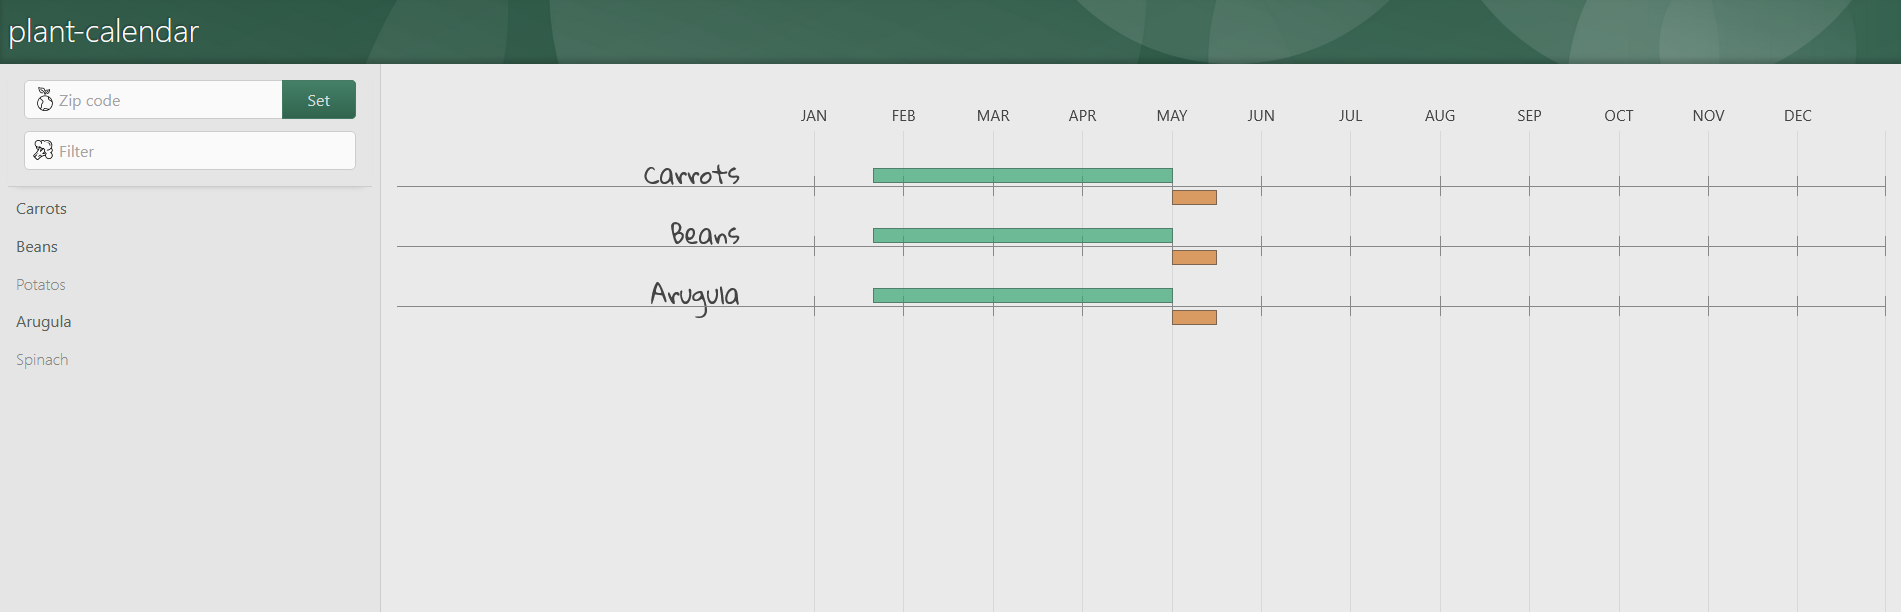 plant-calendar
Zip code
Set
Filter
Carrots
Beans
Potatos
Arugula
Spinach
JAN FEB MAR APR MAY JUN JUL AUG SEP OCT NOV DEC
Carrots
Beans
Arugula